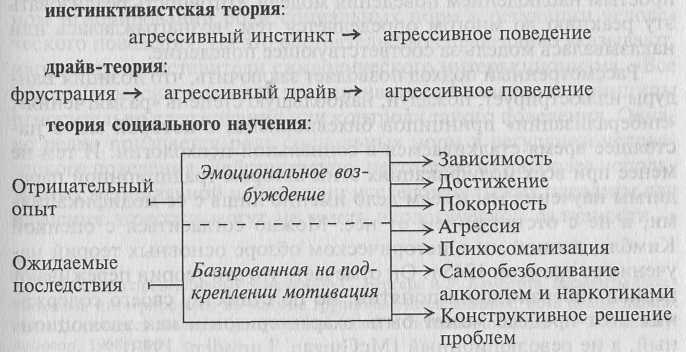 инстинктивистская теория:
агрессивный инстинкт → агрессивное поведение
драйв-теория:
фрустрация → агрессивный драйв → агрессивное поведение
теория социального научения:
Отрицательный
опыт
Ожидаемые
последствия
Эмоциональное воз-
буждение
Базированная на под-
креплении мотивация
Зависимость
Достижение
Покорность
Агрессия
Психосоматизация
Самообезболивание
алкоголем и наркотиками
Конструктивное решение
проблем